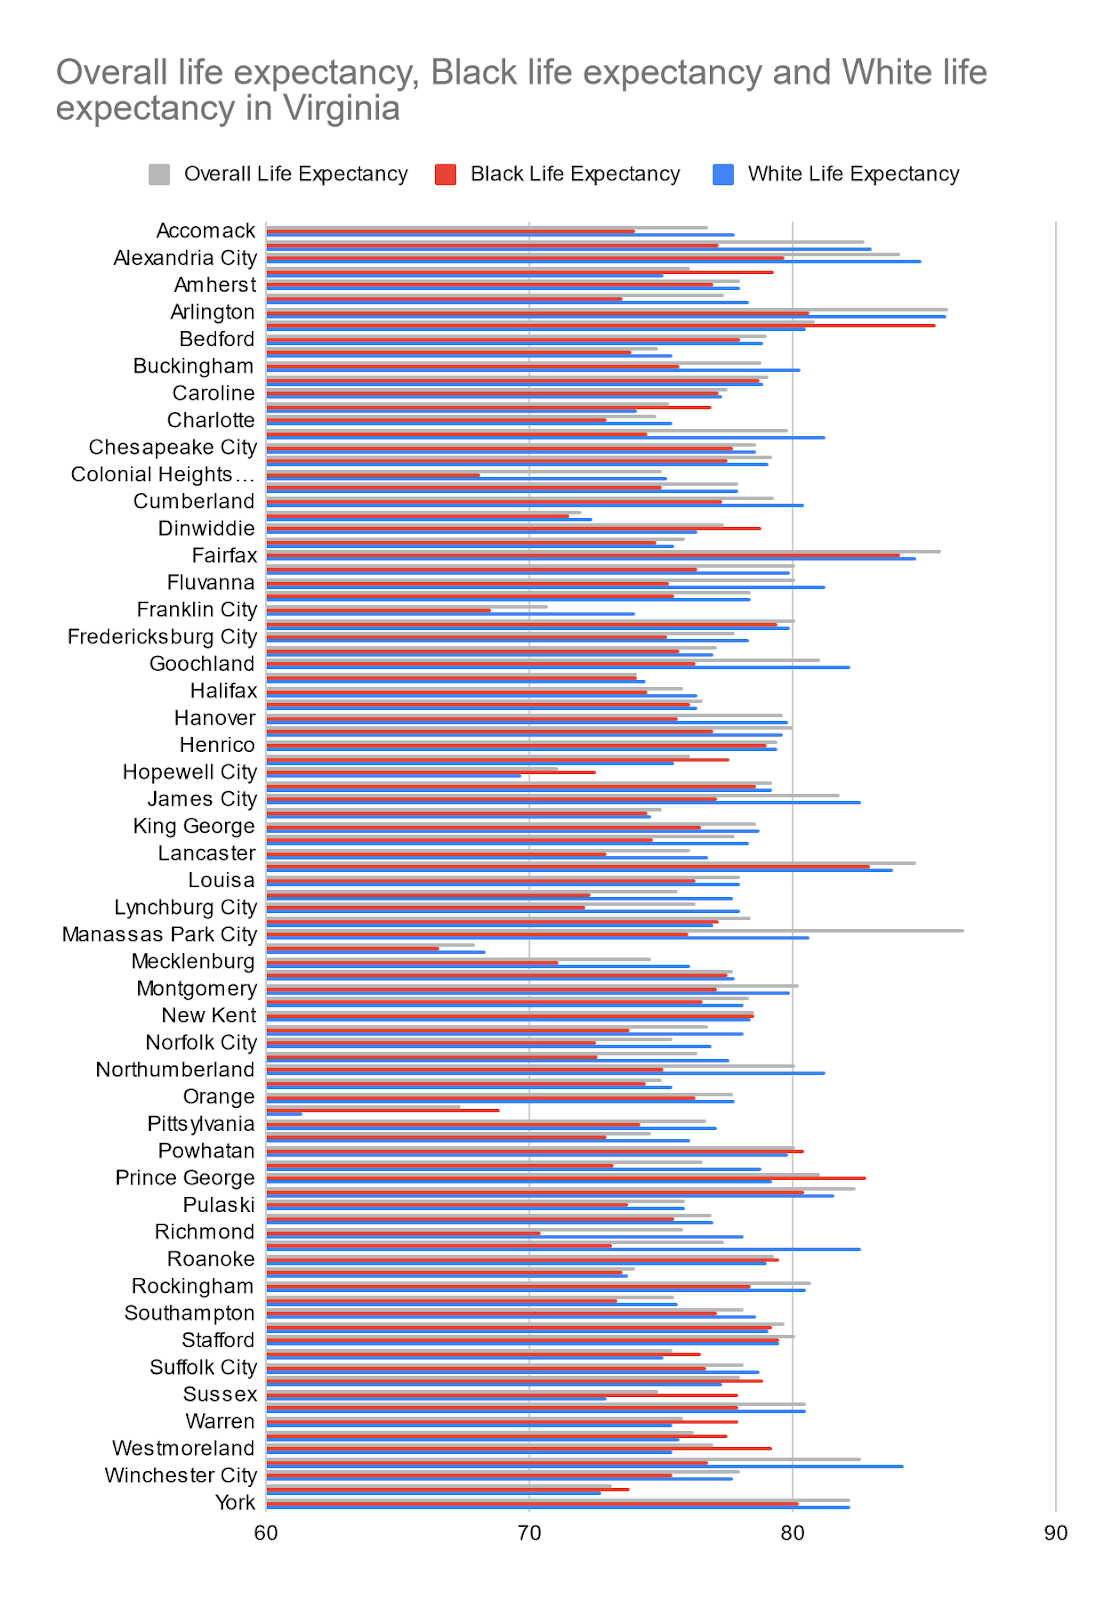 Overall life expectancy, Black life expectancy and White life
expectancy in Virginia
Overall Life Expectancy Black Life Expectancy White Life Expectancy
Accomack
Alexandria City
Amherst
Arlington
Bedford
Buckingham
Caroline
Charlotte
Chesapeake City
Colonial Heights…
Cumberland
Dinwiddie
Fairfax
Fluvanna
Franklin City
Fredericksburg City
Goochland
Halifax
Hanover
Henrico
Hopewell City
James City
King George
Lancaster
Louisa
Lynchburg City
Manassas Park City
Mecklenburg
Montgomery
New Kent
Norfolk City
Northumberland
Orange
Pittsylvania
Powhatan
Prince George
Pulaski
Richmond
Roanoke
Rockingham
Southampton
Stafford
Suffolk City
Sussex
Warren
Westmoreland
Winchester City
York
60 70 80 90